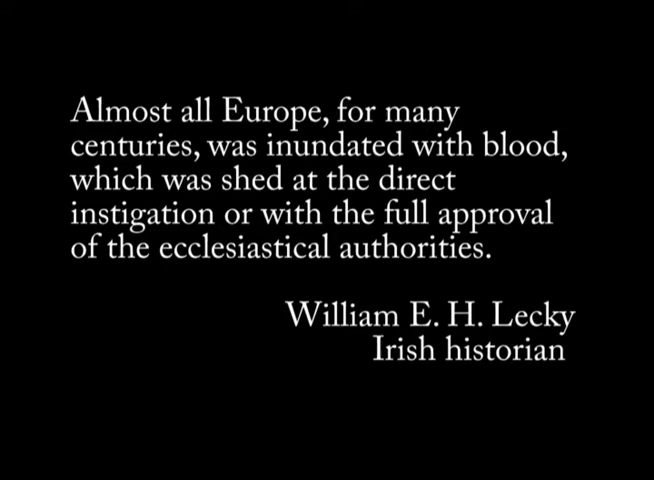 Almost all Europe, for many
centuries, was inundated with blood,
which was shed at the direct
instigation or with the full approval
of the ecclesiastical authorities.
William E. H. Lecky
Irish historian